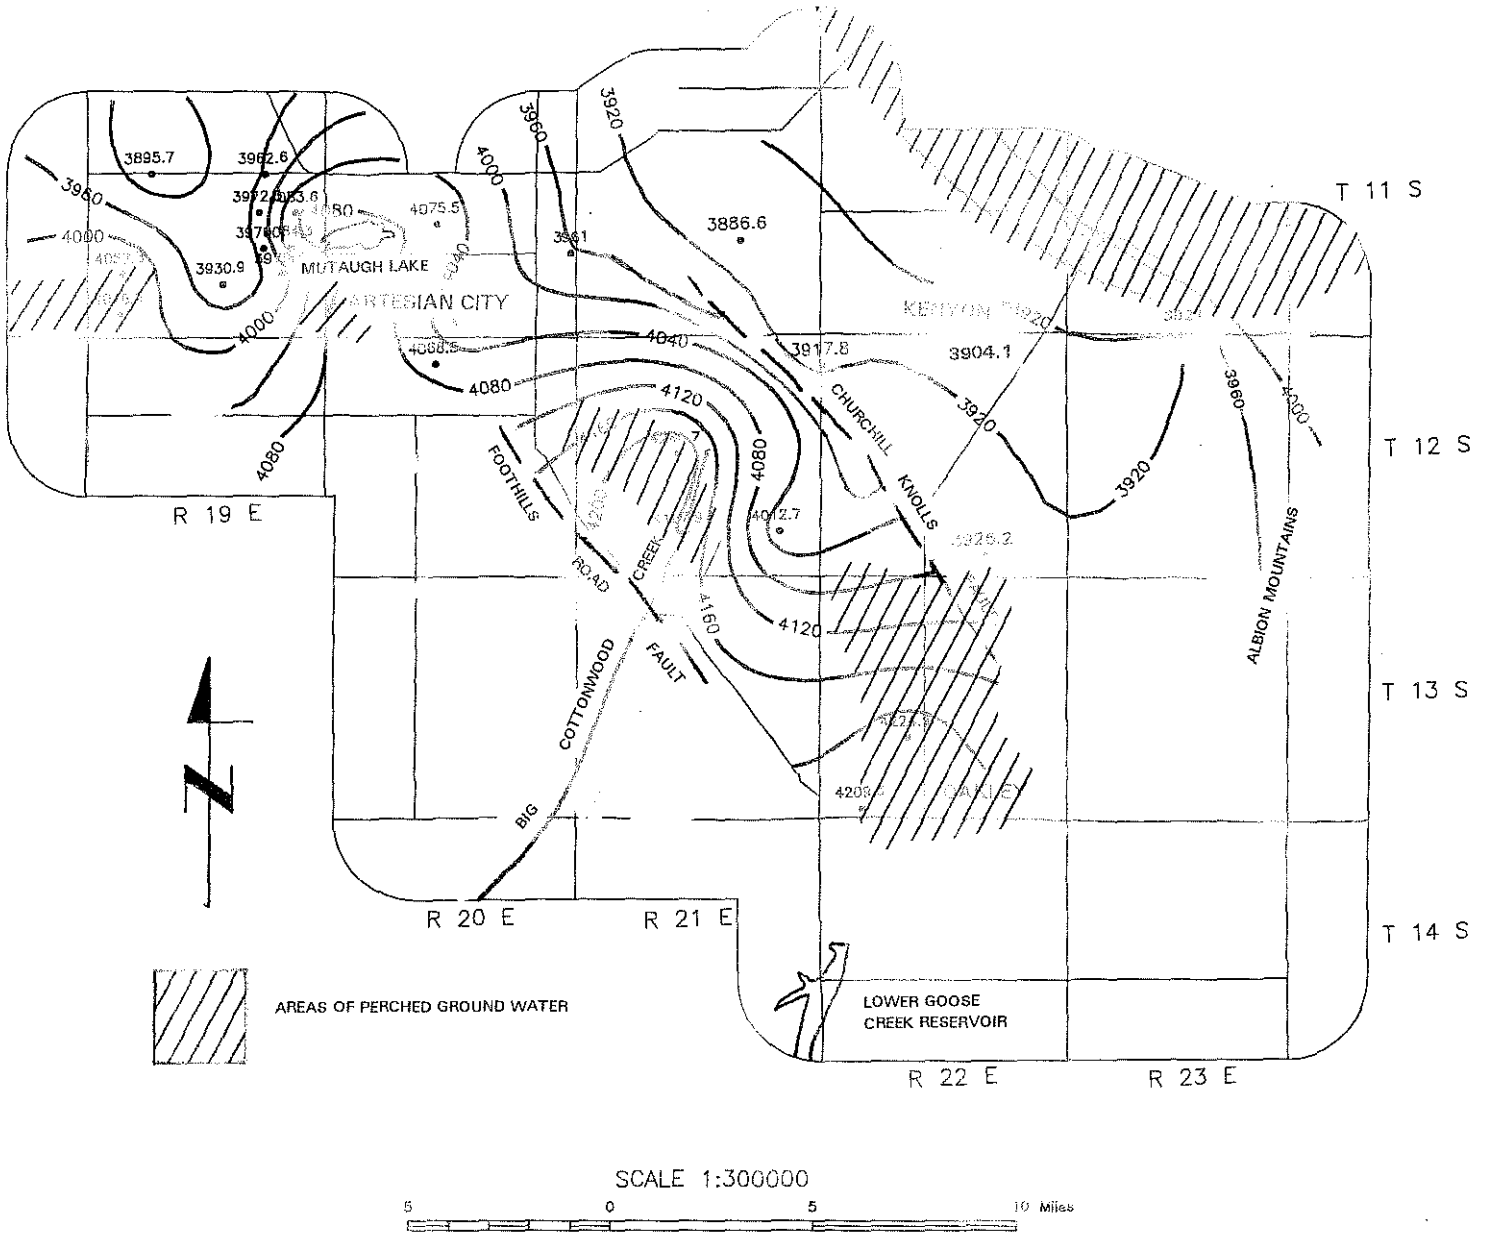 3920
3960
4000
3895.7
3962.6
3960
4080
4075.5
3886.6
T 11 S
4000
3961
4040
3930.9
MUTAUGH LAKE
ARTESIAN CITY
KENYON
3920
4000
4040
3917.8
3904.1
4068.5
4080
4120
3960
4000
3920
CHURCHILL
KNOLLS
T 12 S
4080
4080
3920
FOOTHILLS
ROAD
FAULT
4200
4012.7
R 19 E
CREEK
COTTONWOOD
BIG
ALBION MOUNTAINS
4160
4120
T 13 S
OAKLEY
R 20 E
R 21 E
T 14 S
AREAS OF PERCHED GROUND WATER
LOWER GOOSE
CREEK RESERVOIR
R 22 E
R 23 E
N
SCALE 1:300000
5 0 5 10 Miles